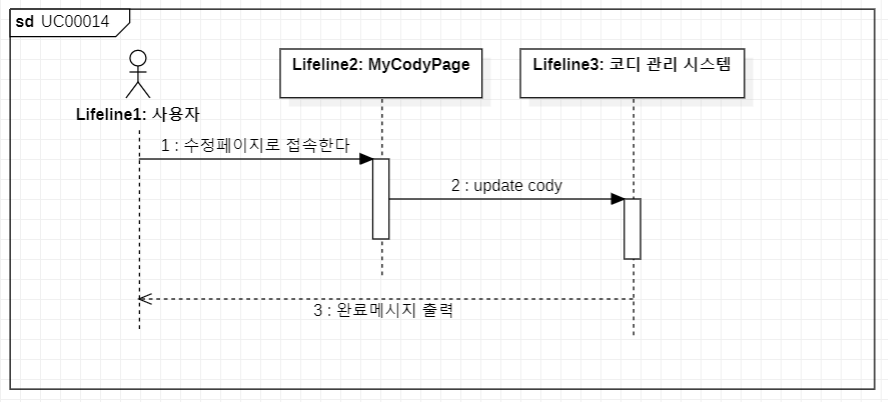 sd UC00014
Lifeline1: 사용자
Lifeline2: MyCodyPage
Lifeline3: 코디 관리 시스템
1 : 수정페이지로 접속한다
2 : update cody
3 : 완료메시지 출력